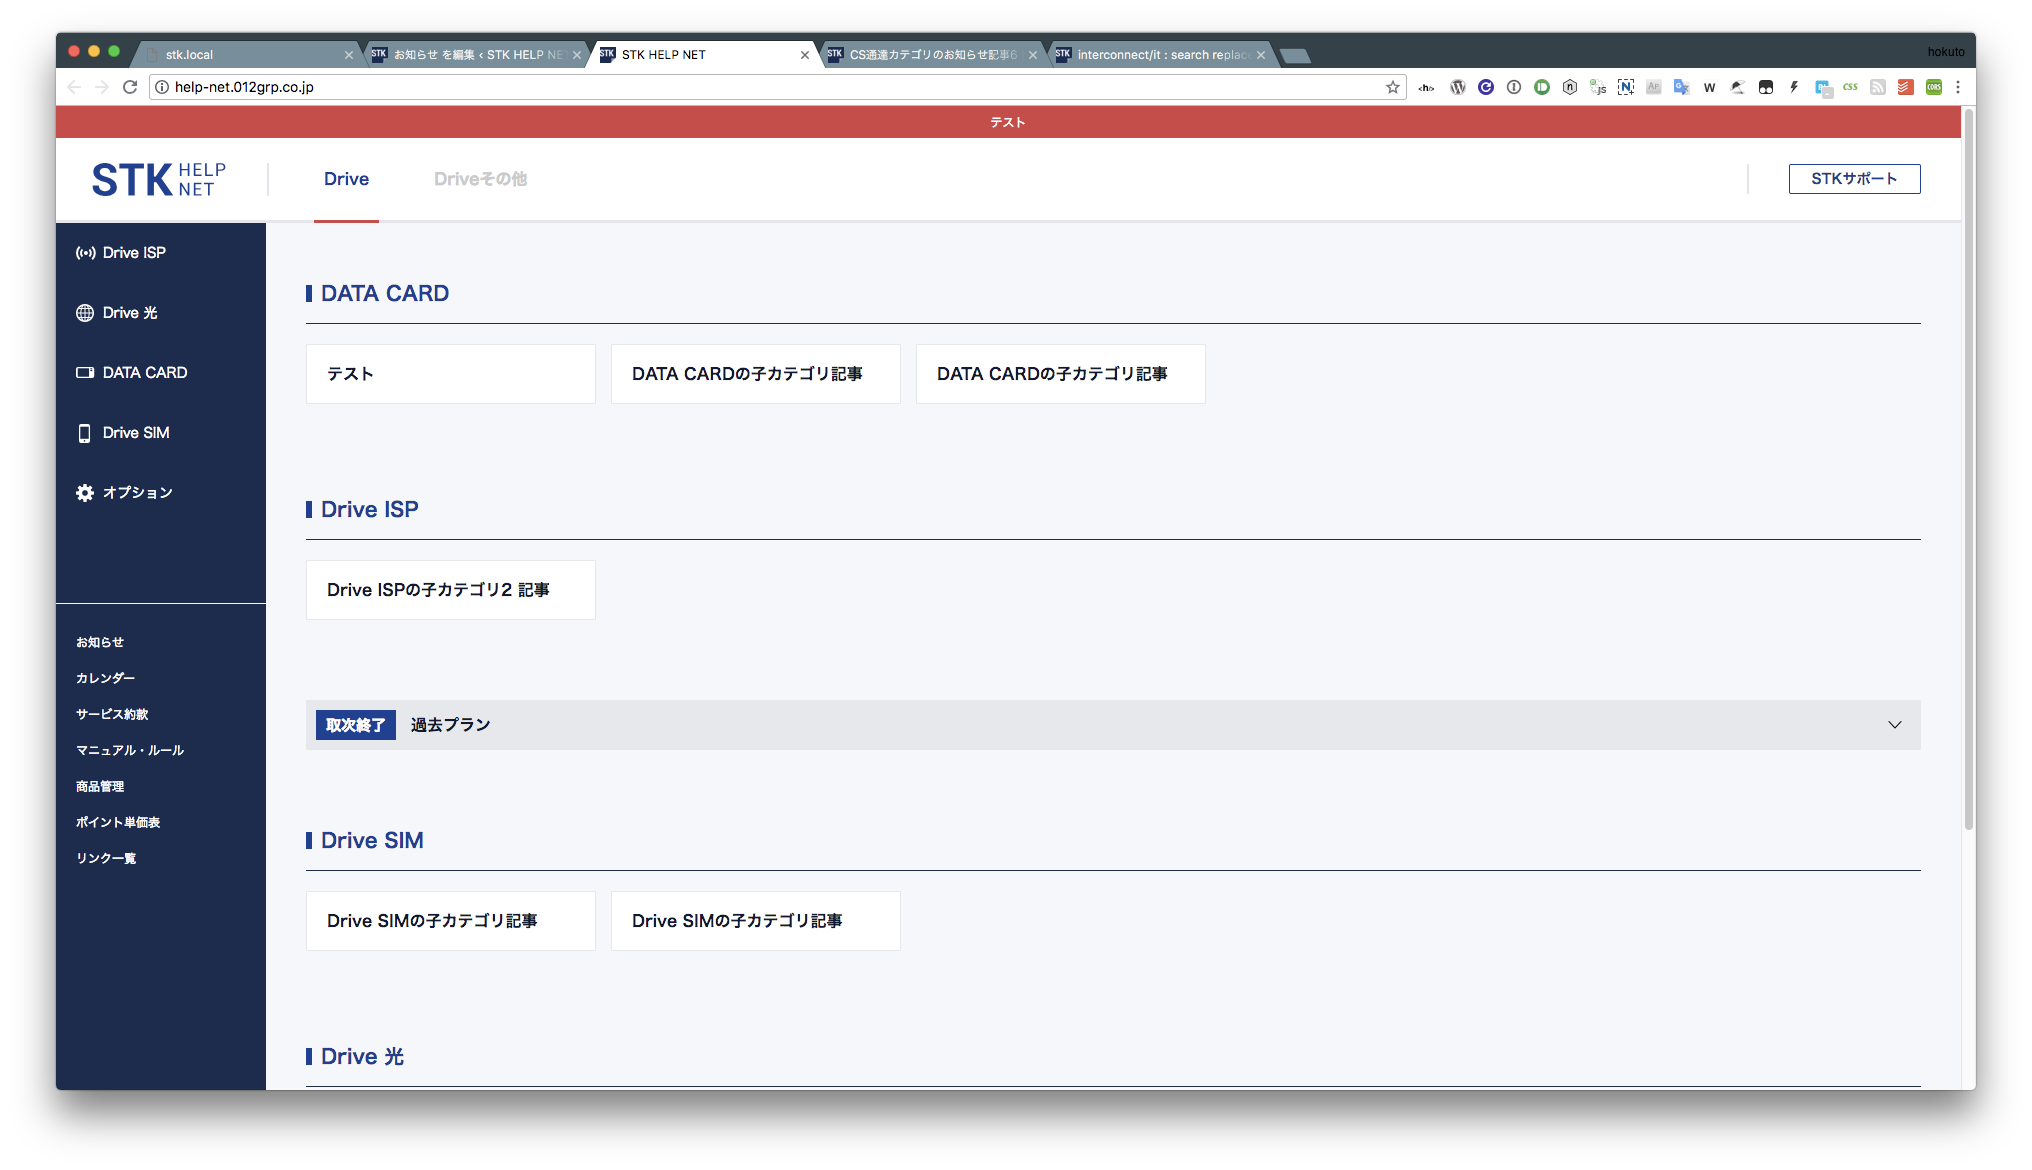 hokuto
stk.local
お知らせ を編集 ‹ STK HELP NE
STK HELP NET
CS通達カテゴリのお知らせ記事6
interconnect/it : search replac
help-net.012grp.co.jp
テスト
STK HELP NET
Drive
Driveその他
STKサポート
Drive ISP
Drive 光
DATA CARD
Drive SIM
オプション
お知らせ
カレンダー
サービス約款
マニュアル・ルール
商品管理
ポイント単価表
リンク一覧
DATA CARD
テスト
DATA CARDの子カテゴリ記事
DATA CARDの子カテゴリ記事
Drive ISP
Drive ISPの子カテゴリ2 記事
取次終了 過去プラン
Drive SIM
Drive SIMの子カテゴリ記事
Drive SIMの子カテゴリ記事
Drive 光